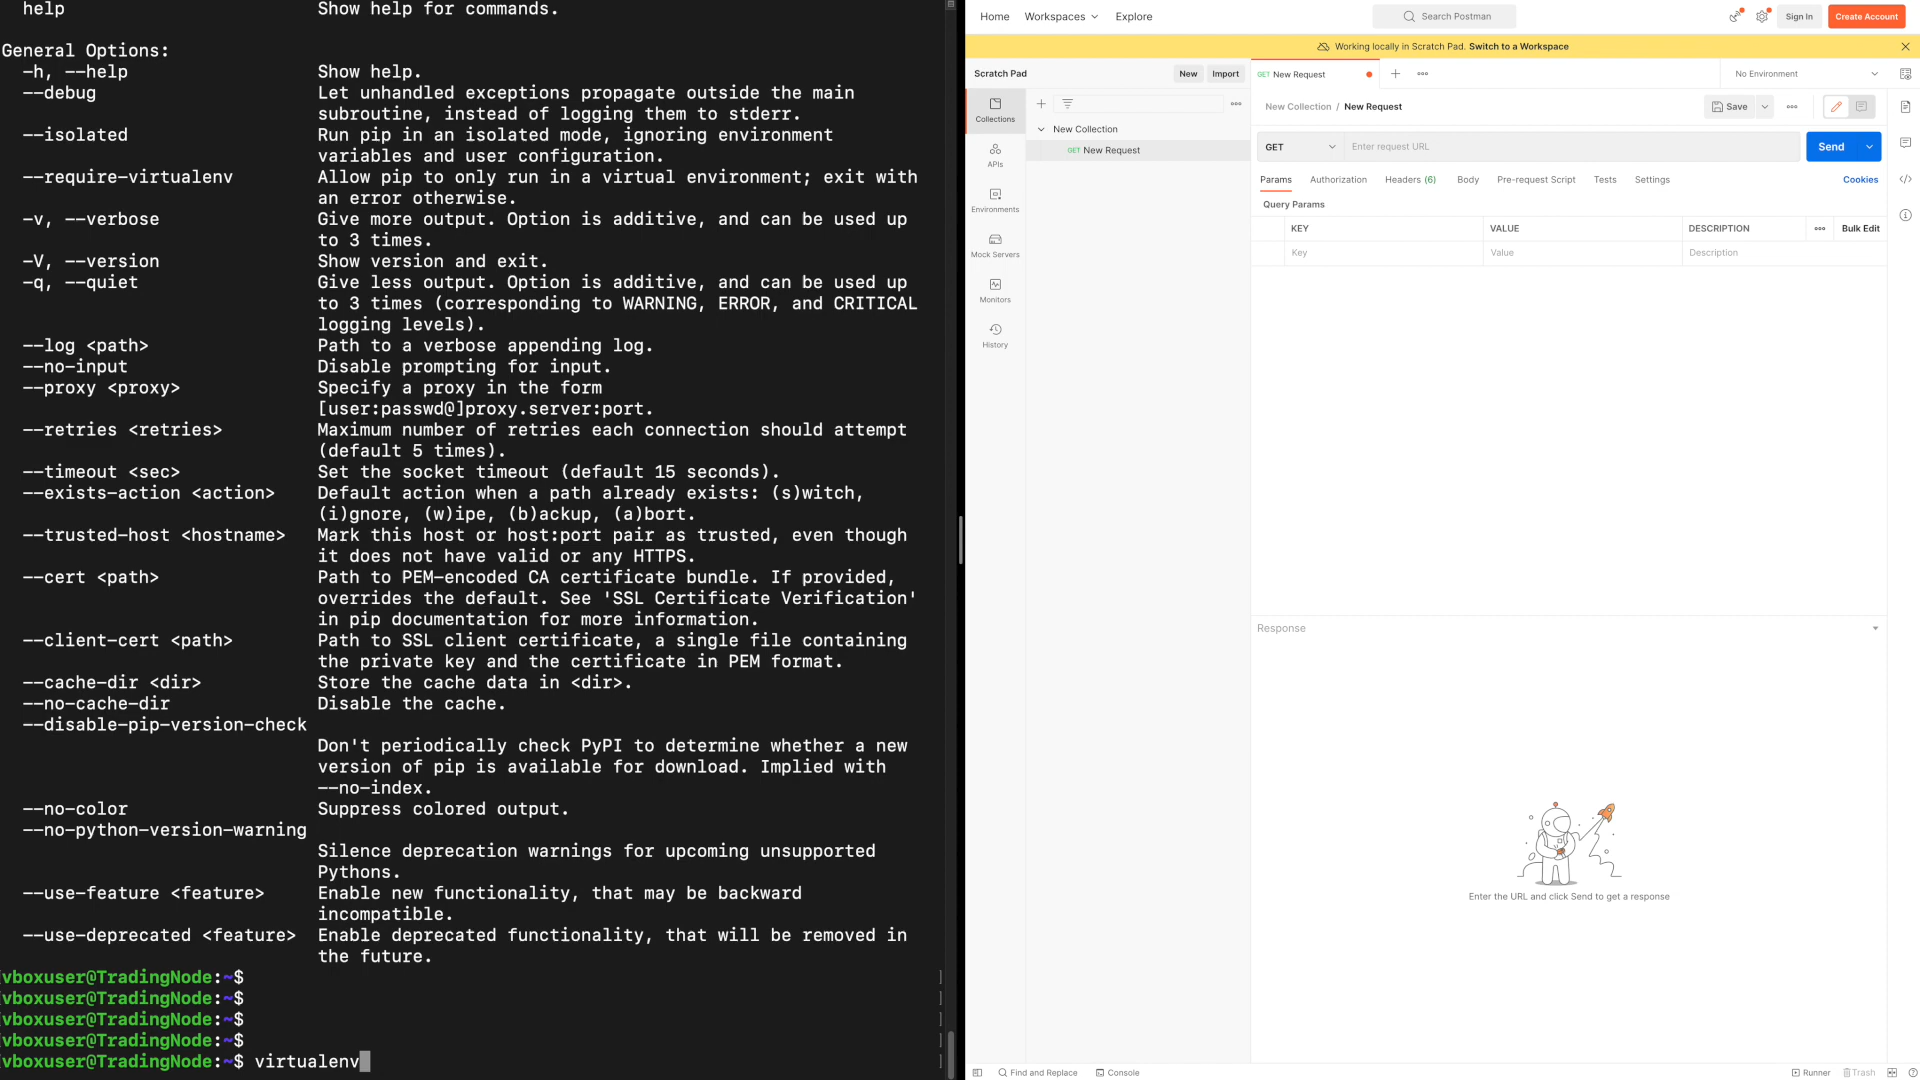 help Show help for commands.
General Options:
-h, --help Show help.
--debug Let unhandled exceptions propagate outside the main
subroutine, instead of logging them to stderr.
--isolated Run pip in an isolated mode, ignoring environment
variables and user configuration.
--require-virtualenv Allow pip to only run in a virtual environment; exit with
an error otherwise.
-v, --verbose Give more output. Option is additive, and can be used up
to 3 times.
-V, --version Show version and exit.
-q, --quiet Give less output. Option is additive, and can be used up
to 3 times (corresponding to WARNING, ERROR, and CRITICAL
logging levels).
--log <path> Path to a verbose appending log.
--no-input Disable prompting for input.
--proxy <proxy> Specify a proxy in the form
[user:passwd@]proxy.server:port.
--retries <retries> Maximum number of retries each connection should attempt
(default 5 times).
--timeout <sec> Set the socket timeout (default 15 seconds).
--exists-action <action> Default action when a path already exists: (s)witch,
(i)gnore, (w)ipe, (b)ackup, (a)bort.
--trusted-host <hostname> Mark this host or host:port pair as trusted, even though
it does not have valid or any HTTPS.
--cert <path> Path to PEM-encoded CA certificate bundle. If provided,
overrides the default. See 'SSL Certificate Verification'
in pip documentation for more information.
--client-cert <path> Path to SSL client certificate, a single file containing
the private key and the certificate in PEM format.
--cache-dir <dir> Store the cache data in <dir>.
--no-cache-dir Disable the cache.
--disable-pip-version-check
Don't periodically check PyPI to determine whether a new
version of pip is available for download. Implied with
--no-index.
--no-color Suppress colored output.
--no-python-version-warning
Silence deprecation warnings for upcoming unsupported
Pythons.
--use-feature <feature> Enable new functionality, that may be backward
incompatible.
--use-deprecated <feature> Enable deprecated functionality, that will be removed in
the future.
[vboxuser@TradingNode:~$ ]
[vboxuser@TradingNode:~$ ]
[vboxuser@TradingNode:~$ ]
[vboxuser@TradingNode:~$ ]
[vboxuser@TradingNode:~$ virtualenv ]
Home Workspaces Explore Search Postman Sign In Create Account
Working locally in Scratch Pad. Switch to a Workspace
Scratch Pad New Import GET New Request No Environment
Collections
APIs
Environments
Mock Servers
Monitors
History
New Collection
GET New Request
New Collection / New Request Save
GET Enter request URL Send
Params Authorization Headers (6) Body Pre-request Script Tests Settings Cookies
Query Params
KEY VALUE DESCRIPTION Bulk Edit
Key Value Description
Response
Enter the URL and click Send to get a response
Find and Replace Console Runner Trash